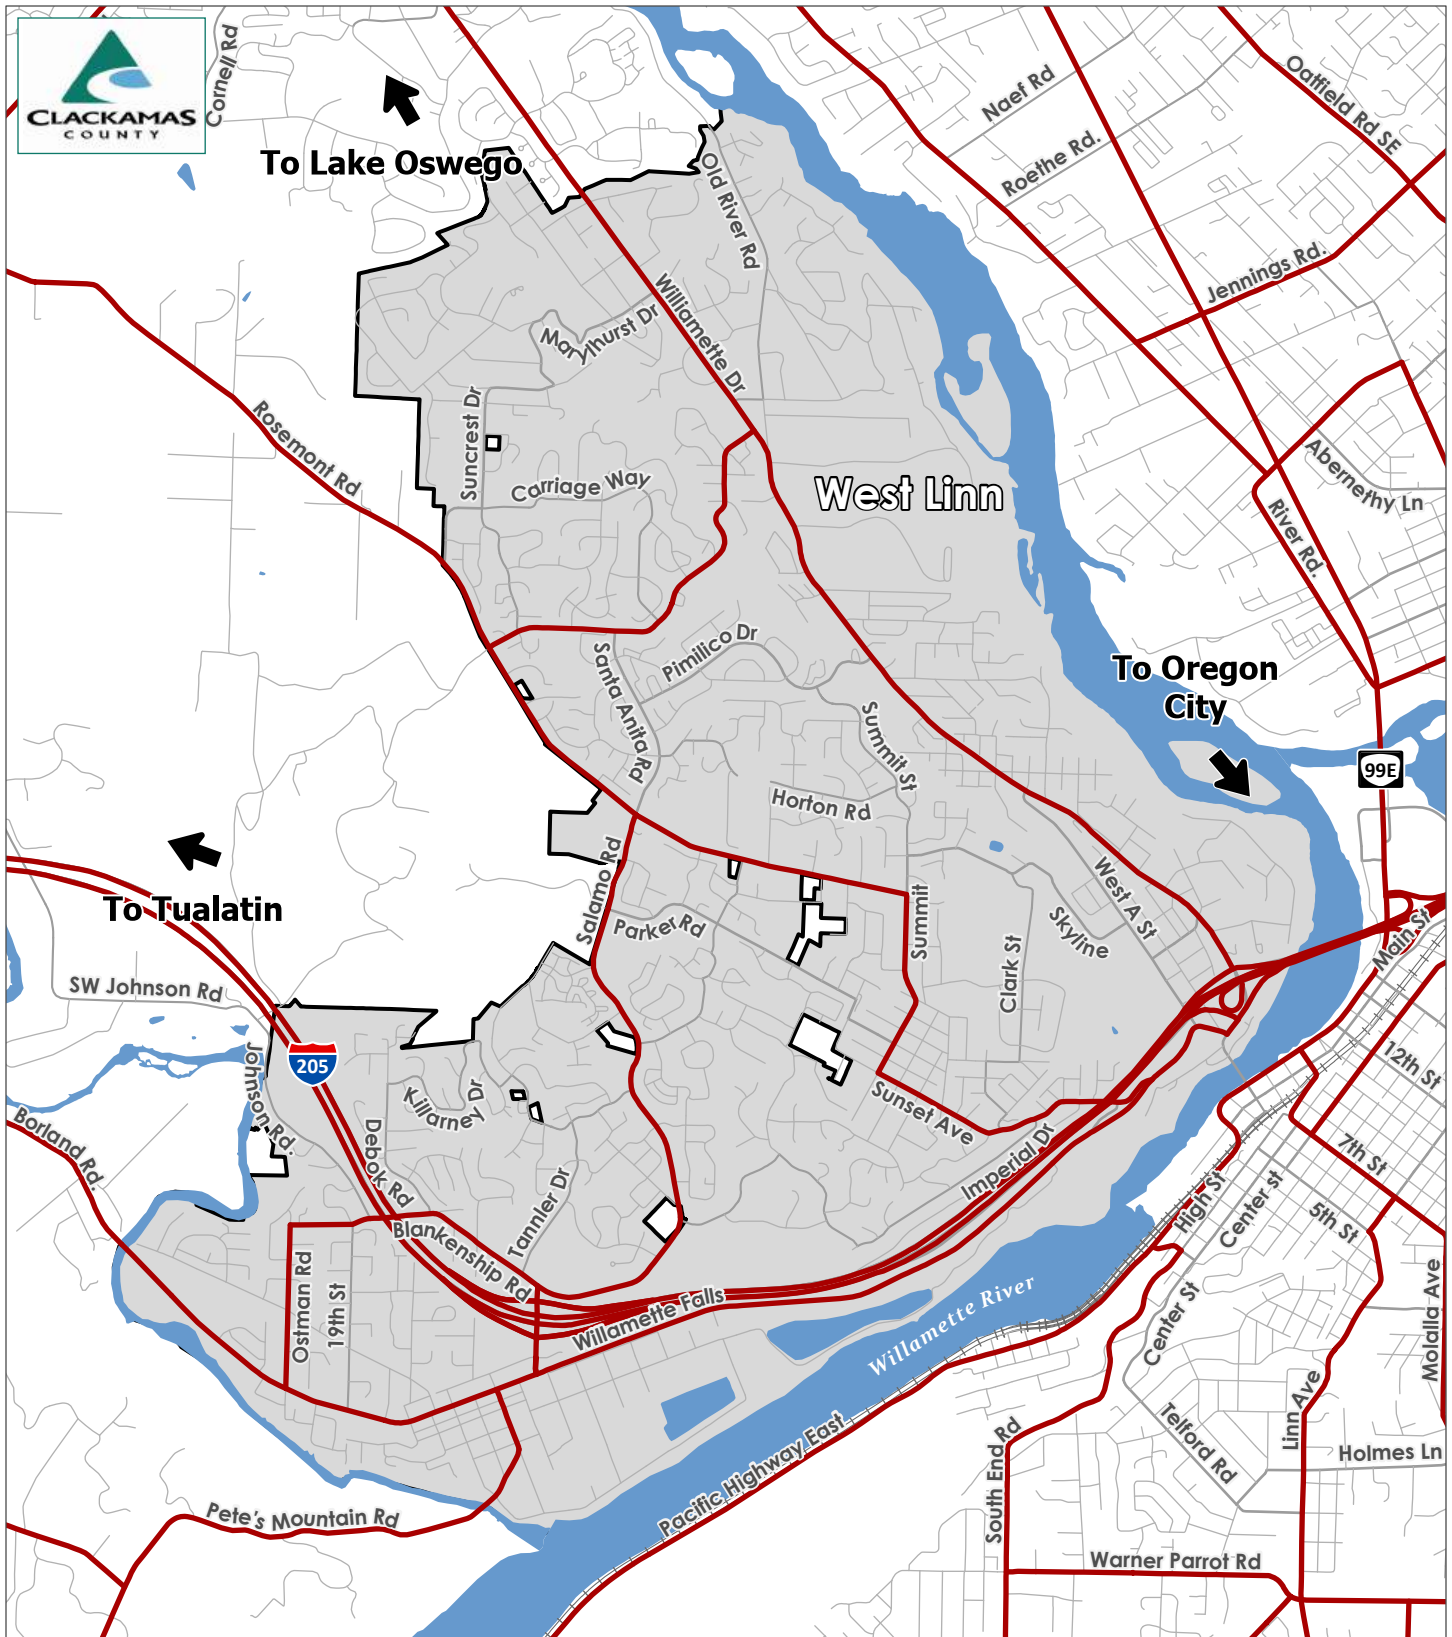 CLACKAMAS
COUNTY
Cornell Rd
To Lake Oswego
Naef Rd
Oatfield Rd SE
Roethe Rd.
Old River Rd
Jennings Rd.
Williamette Dr
Marylhurst Dr
Suncrest Dr
Rosemont Rd
Carriage Way
West Linn
Abernethy Ln
River Rd.
Pimilico Dr
Santa Anita Rd
To Oregon
City
Summit St
99E
Horton Rd
Salamo Rd
West A St
To Tualatin
Parker Rd
Summit
Skyline
Main St
Clark St
SW Johnson Rd
205
Johnson Rd.
12th St
Killarney Dr
Sunset Ave
Borland Rd.
Debok Rd
Imperial Dr
7th St
Tannler Dr
High St
Center st
5th St
Blankenship Rd
Ostman Rd
19th St
Willamette Falls
Willamette River
Center St
Molalla Ave
Linn Ave
Telford Rd
Holmes Ln
Pacific Highway East
South End Rd
Pete's Mountain Rd
Warner Parrot Rd